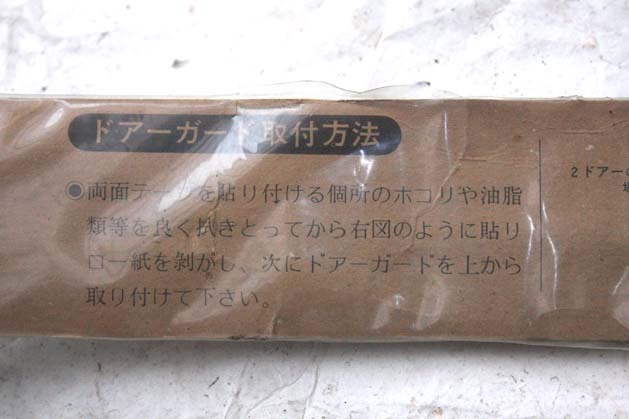 ドアーガード取付方法
◉両面テープを貼り付ける個所のホコリや油脂
類等を良く拭きとってから右図のように貼り
ロー紙を剥がし、次にドアーガードを上から
取り付けて下さい。
2ドアーの
場